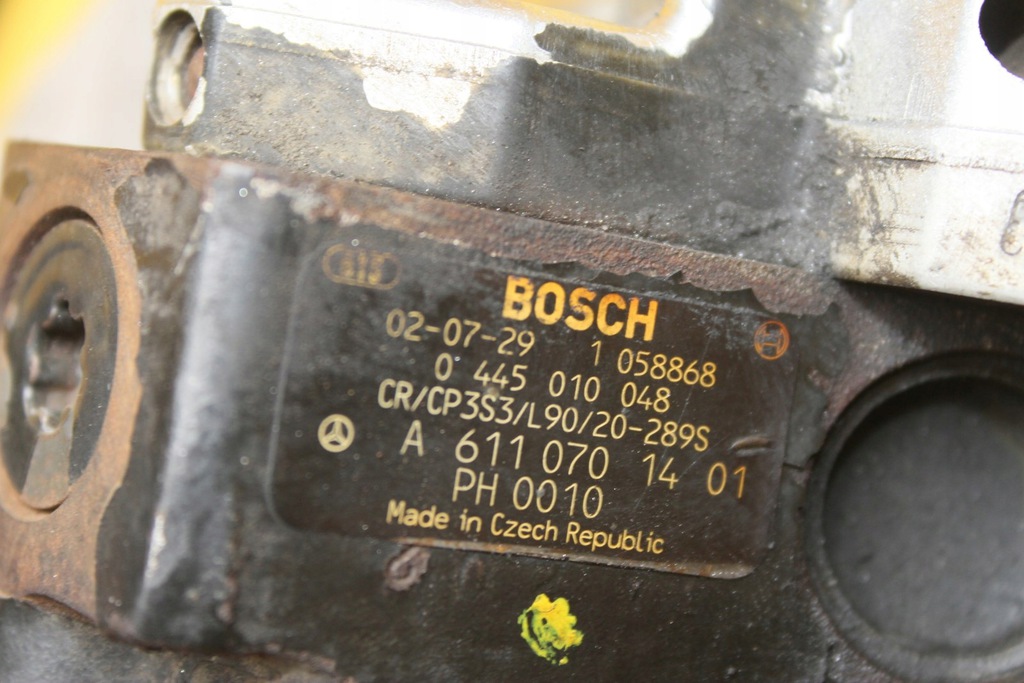 BOSCH
02-07-29 1 058868
0 445 010 048
CR/CP3S3/L90/20-289S
A 611 070 14 01
PH 0010
Made in Czech Republic